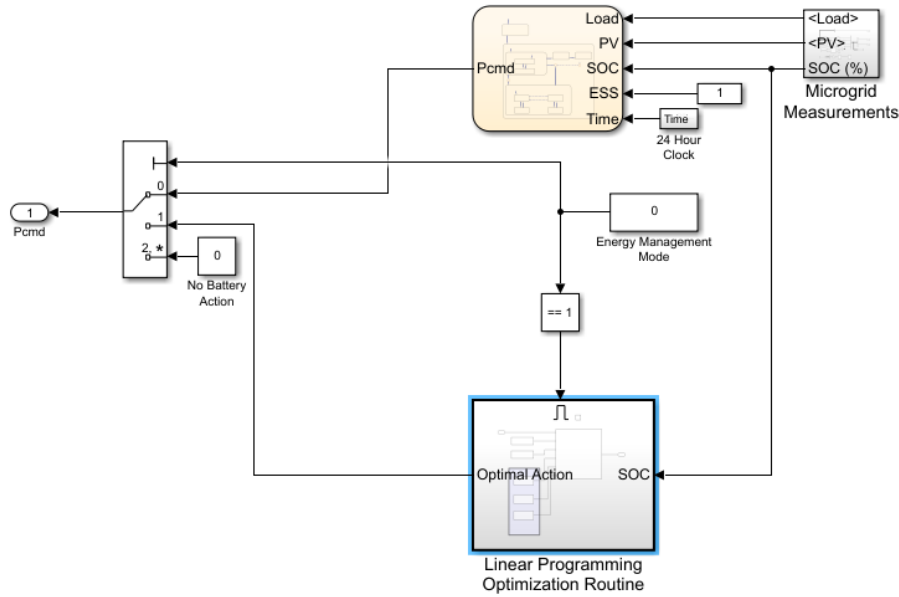 Load
PV
SOC
ESS
Time
Pcmd
<Load>
<PV>
SOC (%)
Microgrid
Measurements
1
Time
24 Hour
Clock
0
1
2, *
1
Pcmd
0
No Battery
Action
0
Energy Management
Mode
== 1
Optimal Action
SOC
Linear Programming
Optimization Routine